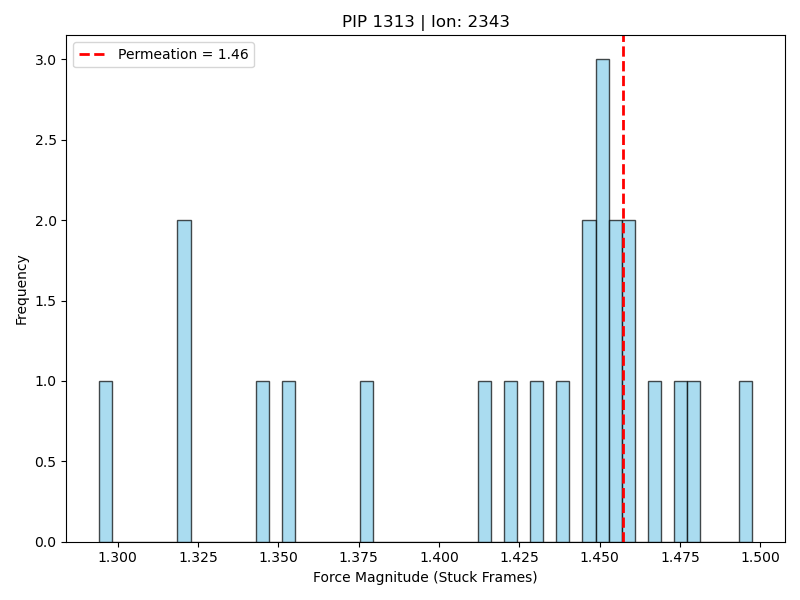 PIP 1313 | Ion: 2343
Permeation = 1.46
Frequency
3.0
2.5
2.0
1.5
1.0
0.5
0.0
1.300 1.325 1.350 1.375 1.400 1.425 1.450 1.475 1.500
Force Magnitude (Stuck Frames)